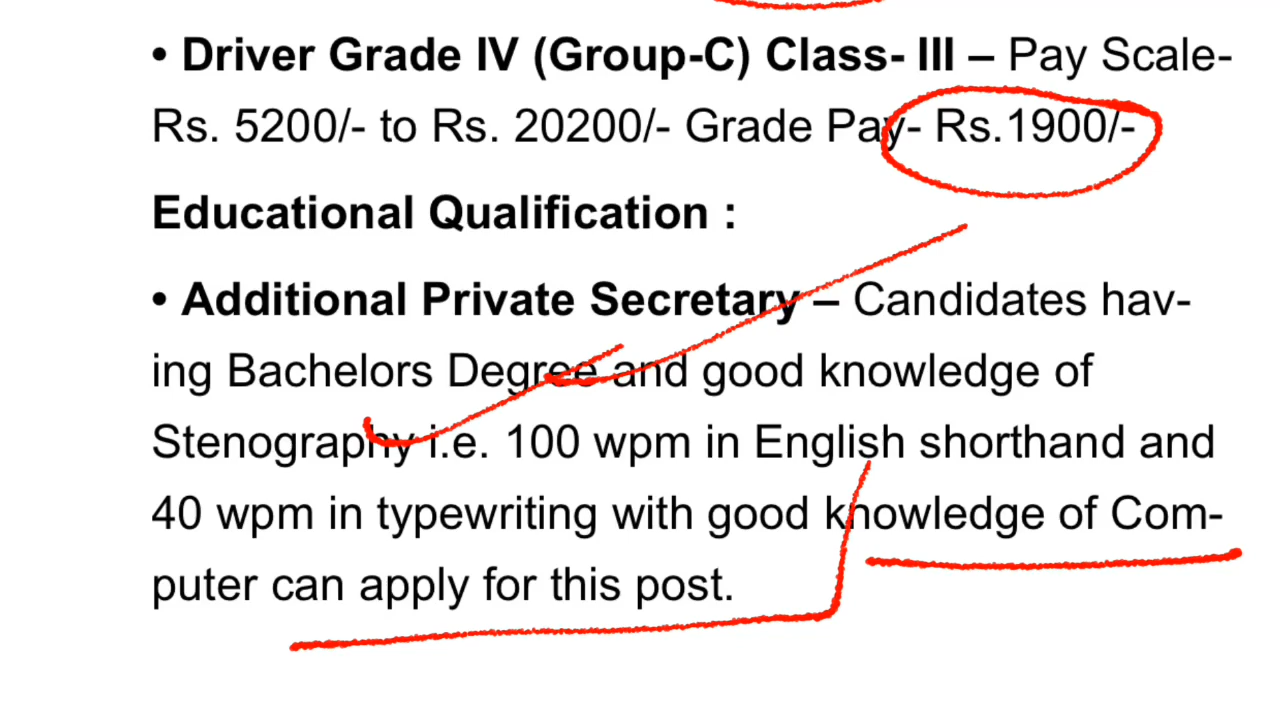 • Driver Grade IV (Group-C) Class- III – Pay Scale-
Rs. 5200/- to Rs. 20200/- Grade Pay- Rs.1900/-
Educational Qualification :
• Additional Private Secretary – Candidates hav-
ing Bachelors Degree and good knowledge of
Stenography i.e. 100 wpm in English shorthand and
40 wpm in typewriting with good knowledge of Com-
puter can apply for this post.